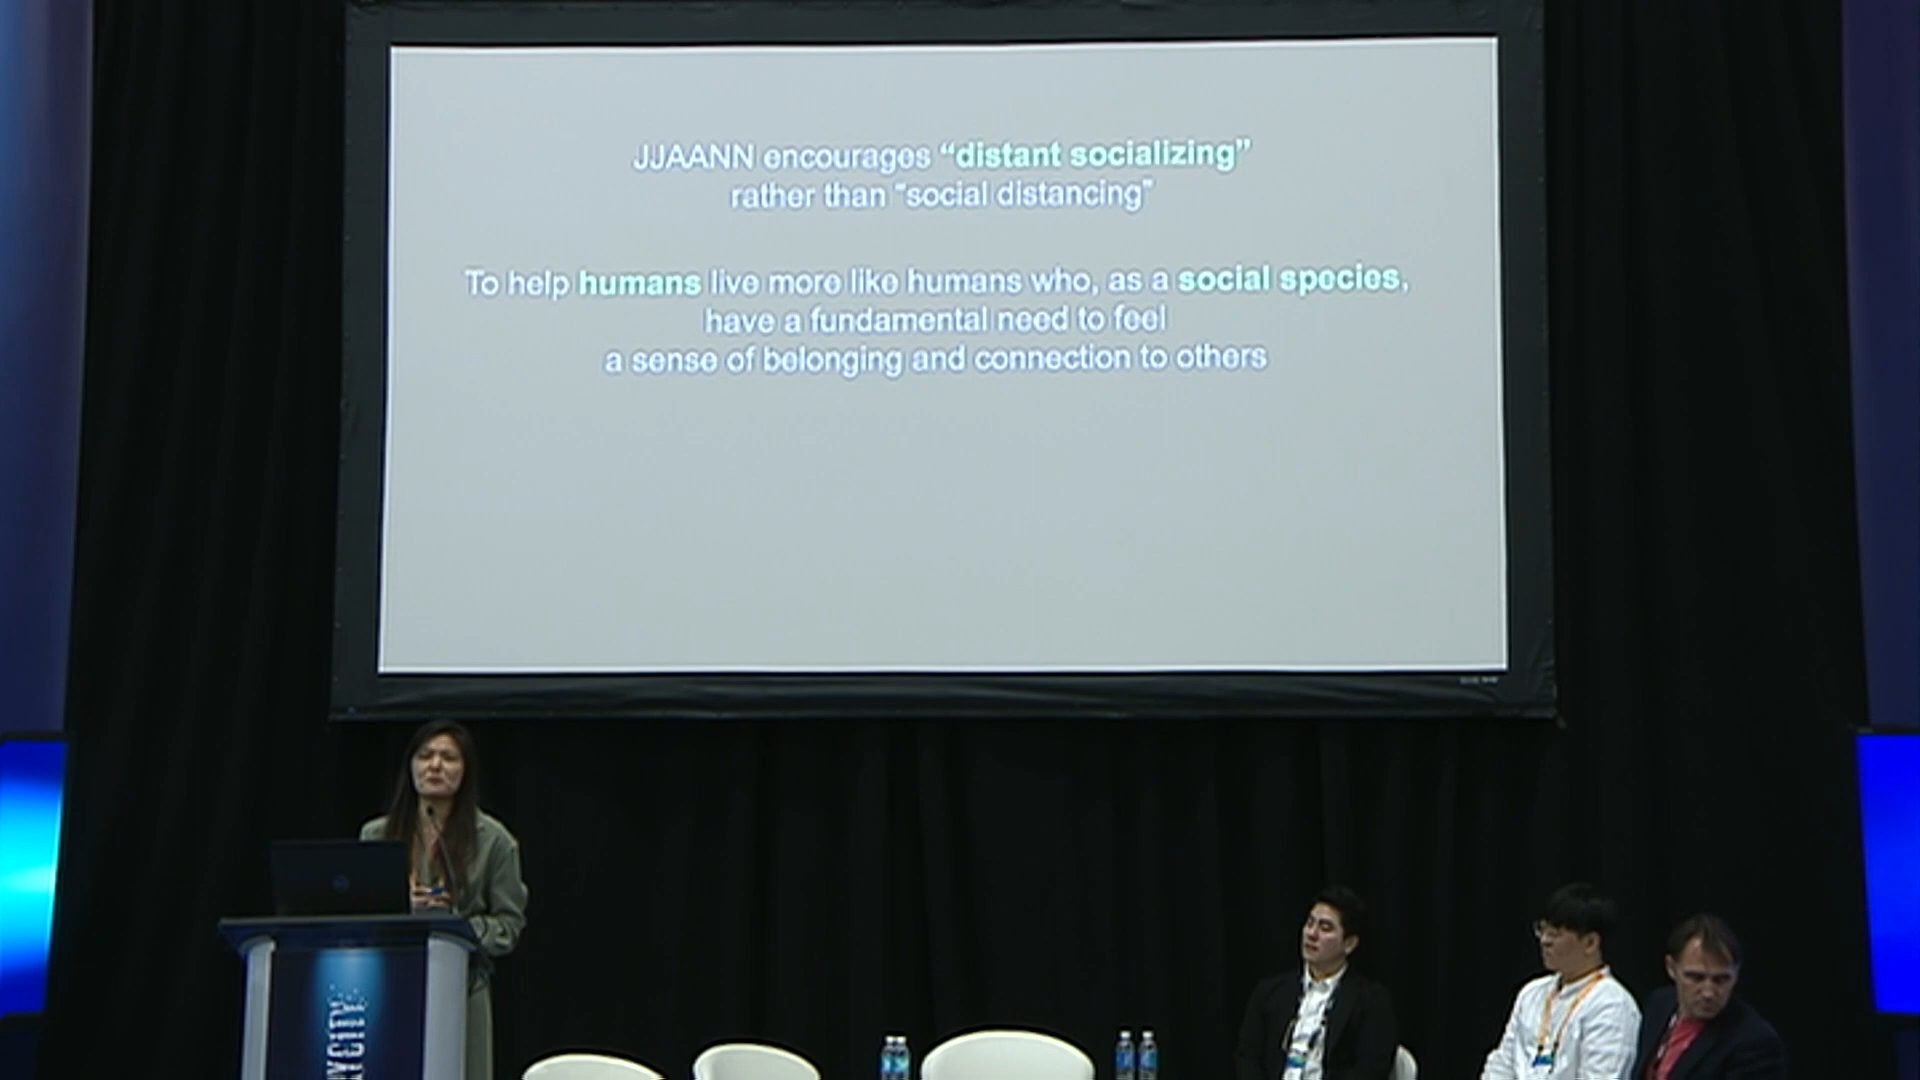 JJAANN encourages “distant socializing”
rather than “social distancing”
To help humans live more like humans who, as a social species,
have a fundamental need to feel
a sense of belonging and connection to others